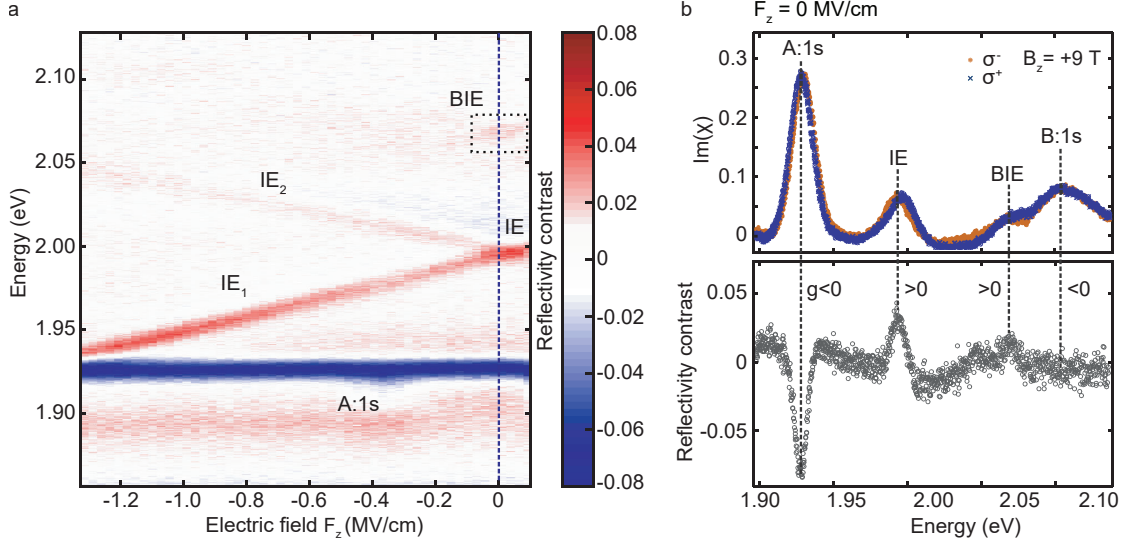 a
2.10
2.05
2.00
1.95
1.90
Energy (eV)
BIE
IE2
IE
IE1
A:1s
-1.2 -1.0 -0.8 -0.6 -0.4 -0.2 0
Electric field Fz (MV/cm)
0.08
0.06
0.04
0.02
0
-0.02
-0.04
-0.06
-0.08
Reflectivity contrast
b
Fz = 0 MV/cm
A:1s
σ- Bz = +9 T
σ+
IE
BIE
B:1s
0.3
0.2
0.1
0
Im(χ)
g<0 >0 >0 <0
0.05
0
-0.05
Reflectivity contrast
1.90 1.95 2.00 2.05 2.10
Energy (eV)